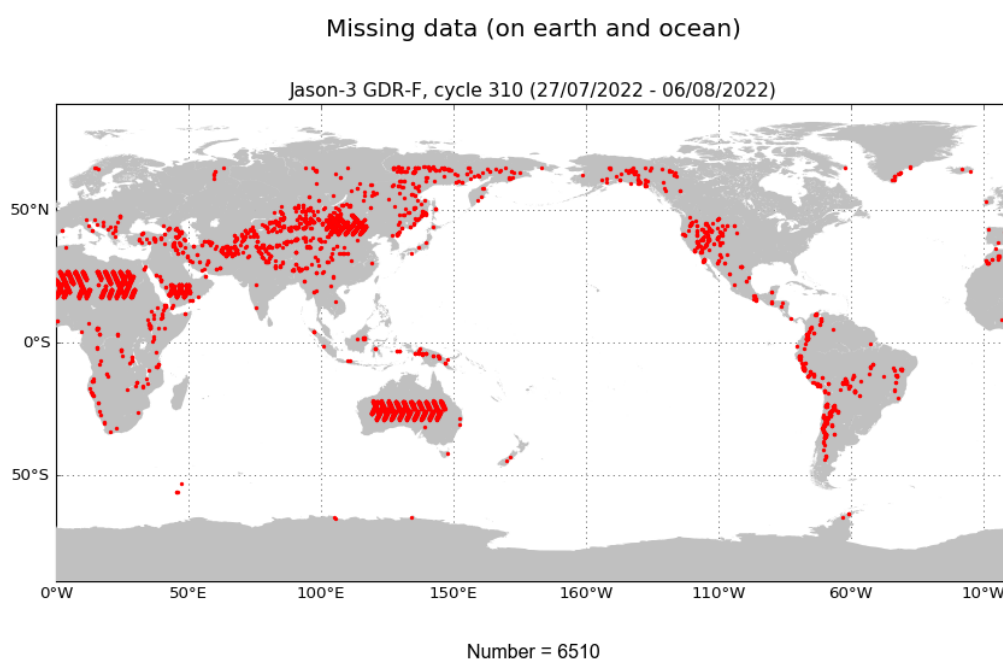 Missing data (on earth and ocean)
Jason-3 GDR-F, cycle 310 (27/07/2022 - 06/08/2022)
50°N
0°S
50°S
0°W 50°E 100°E 150°E 160°W 110°W 60°W 10°W
Number = 6510